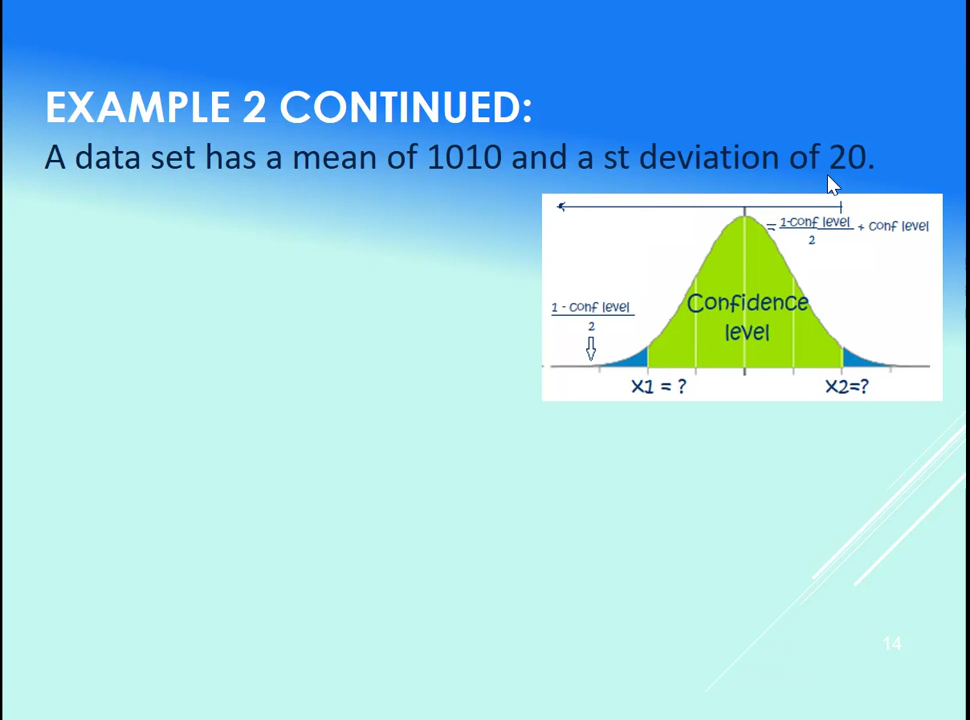 EXAMPLE 2 CONTINUED:
A data set has a mean of 1010 and a st deviation of 20.
= 1-conf level / 2 + conf level
1 - conf level
2
Confidence
level
X1 = ?
X2=?
14